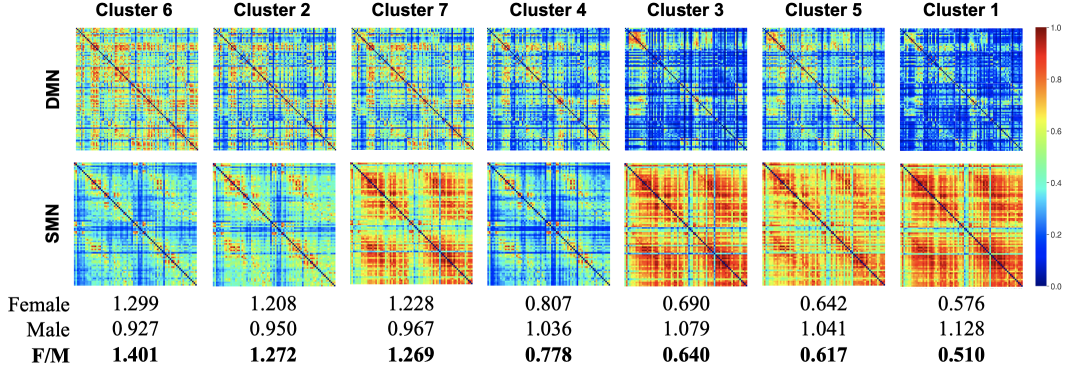 Cluster 6 Cluster 2 Cluster 7 Cluster 4 Cluster 3 Cluster 5 Cluster 1
DMN
1.0
0.8
0.6
0.4
0.2
0.0
SMN
Female 1.299 1.208 1.228 0.807 0.690 0.642 0.576
Male 0.927 0.950 0.967 1.036 1.079 1.041 1.128
F/M 1.401 1.272 1.269 0.778 0.640 0.617 0.510